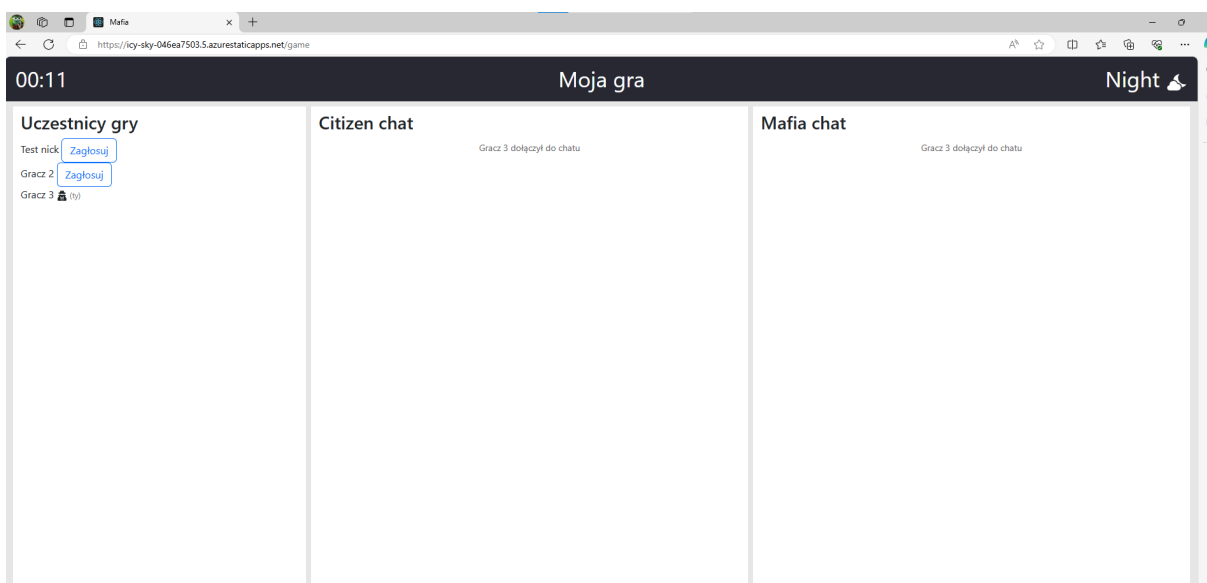 Mafia
https://icy-sky-046ea7503.5.azurestaticapps.net/game
00:11
Moja gra
Night
Uczestnicy gry
Test nick Zagłosuj
Gracz 2 Zagłosuj
Gracz 3 (ty)
Citizen chat
Gracz 3 dołączył do chatu
Mafia chat
Gracz 3 dołączył do chatu